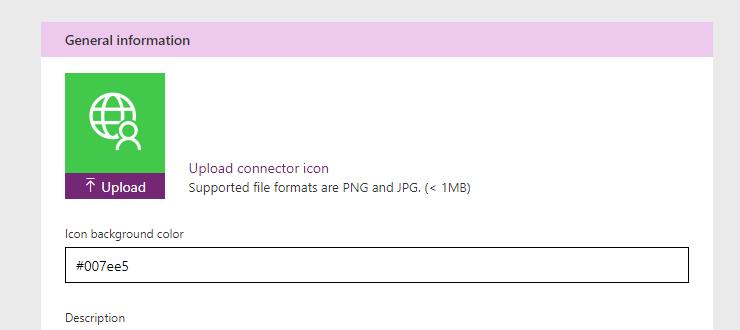 General information
Upload
Upload connector icon
Supported file formats are PNG and JPG. (< 1MB)
Icon background color
#007ee5
Description